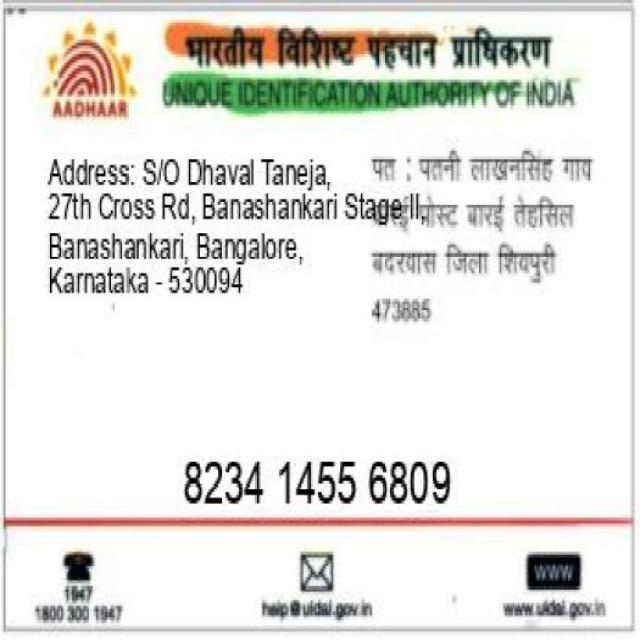 भारतीय विशिष्ट पहचान प्राधिकरण
AADHAAR
UNIQUE IDENTIFICATION AUTHORITY OF INDIA
Address: S/O Dhaval Taneja,
27th Cross Rd, Banashankari Stage II,
Banashankari, Bangalore,
Karnataka - 530094
पत : पतनी लाखनसिंह गाव
पोस्ट बारई तेहसिल
बदरवास जिला शिवपुरी
473885
8234 1455 6809
1947
1800 300 1947
help@uidai.gov.in
WWW
www.uidai.gov.in